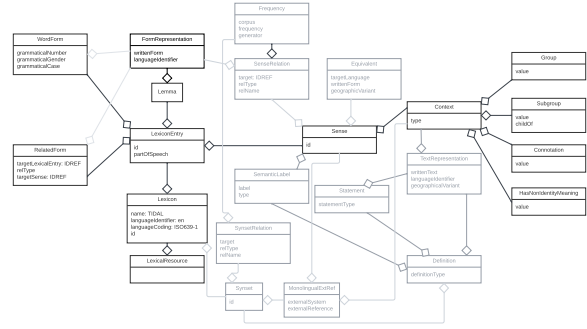 Frequency
corpus
frequency
generator
WordForm
grammaticalNumber
grammaticalGender
grammaticalCase
FormRepresentation
writtenForm
languageIdentifier
SenseRelation
target: IDREF
relType
relName
Equivalent
targetLanguage
writtenForm
geographicVariant
Group
value
Lemma
Context
type
Subgroup
value
childOf
LexiconEntry
id
partOfSpeech
Sense
id
RelatedForm
targetLexicalEntry: IDREF
relType
targetSense: IDREF
Connotation
value
TextRepresentation
writtenText
languageIdentifier
geographicalVariant
SemanticLabel
label
type
Statement
statementType
HasNonIdentityMeaning
value
Lexicon
name: TIDAL
languageIdentifier: en
languageCoding: ISO639-1
id
SynsetRelation
target
relType
relName
LexicalResource
Definition
definitionType
Synset
id
MonolingualExtRef
externalSystem
externalReference